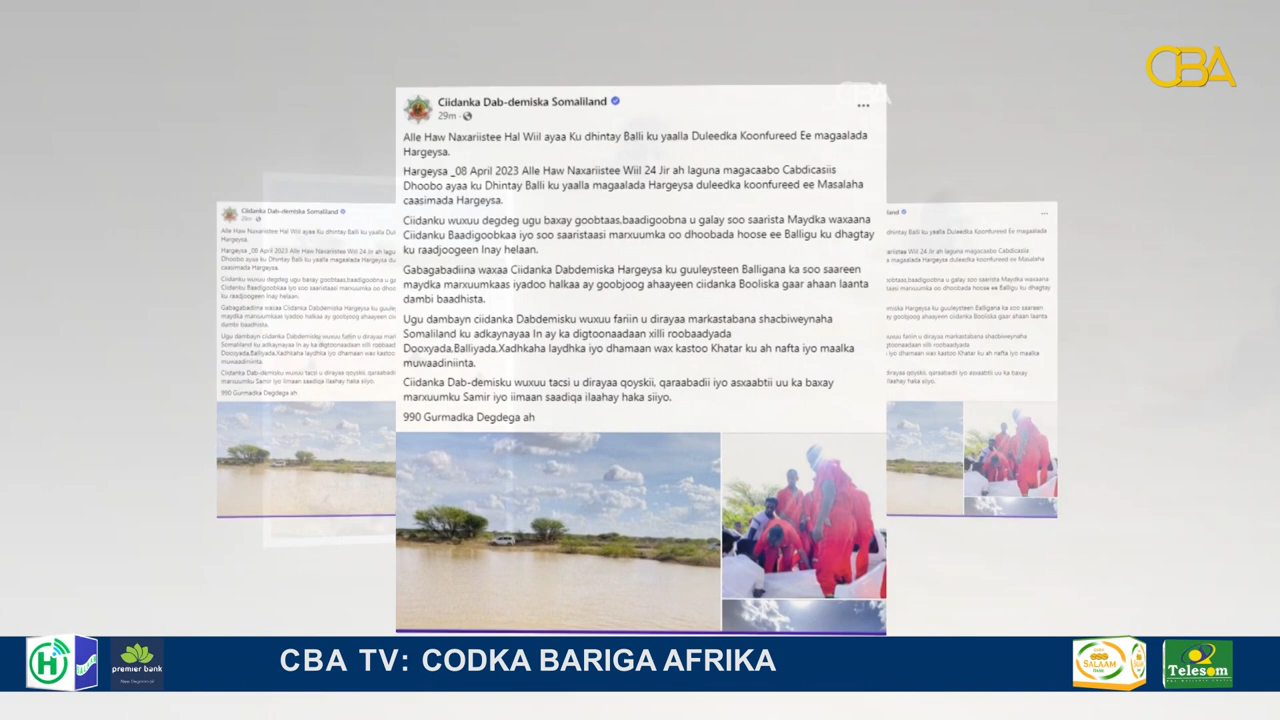 CBA
Ciidanka Dab-demiska Somaliland
29m
Alle Haw Naxariistee Hal Wiil ayaa Ku dhintay Balli ku yaalla Duleedka Koonfureed Ee magaalada
Hargeysa.
Hargeysa _08 April 2023 Alle Haw Naxariistee Wiil 24 Jir ah laguna magacaabo Cabdicasiis
Dhoobo ayaa ku Dhintay Balli ku yaalla magaalada Hargeysa duleedka koonfureed ee Masalaha
caasimada Hargeysa.
Ciidanku wuxuu degdeg ugu baxay goobtaas,baadigoobna u galay soo saarista Maydka waxaana
Ciidanku Baadigoobkaa iyo soo saaristaasi marxuumka oo dhoobada hoose ee Balligu ku dhagtay
ku raadjoogeen Inay helaan.
Gabagabadiina waxaa Ciidanka Dabdemiska Hargeysa ku guuleysteen Balligana ka soo saareen
maydka marxuumkaas iyadoo halkaa ay goobjoog ahaayeen ciidanka Booliska gaar ahaan laanta
dambi baadhista.
Ugu dambayn ciidanka Dabdemisku wuxuu fariin u dirayaa markastabana shacbiweynaha
Somaliland ku adkaynayaa In ay ka digtoonaadaan xilli roobaadyada
Dooxyada,Balliyada,Xadhkaha laydhka iyo dhamaan wax kastoo Khatar ku ah nafta iyo maalka
muwaadiniinta.
Ciidanka Dab-demisku wuxuu tacsi u dirayaa qoyskii, qaraabadii iyo asxaabtii uu ka baxay
marxuumku Samir iyo iimaan saadiqa ilaahay haka siiyo.
990 Gurmadka Degdega ah
premier bank
CBA TV: CODKA BARIGA AFRIKA
SALAAM
Telesom